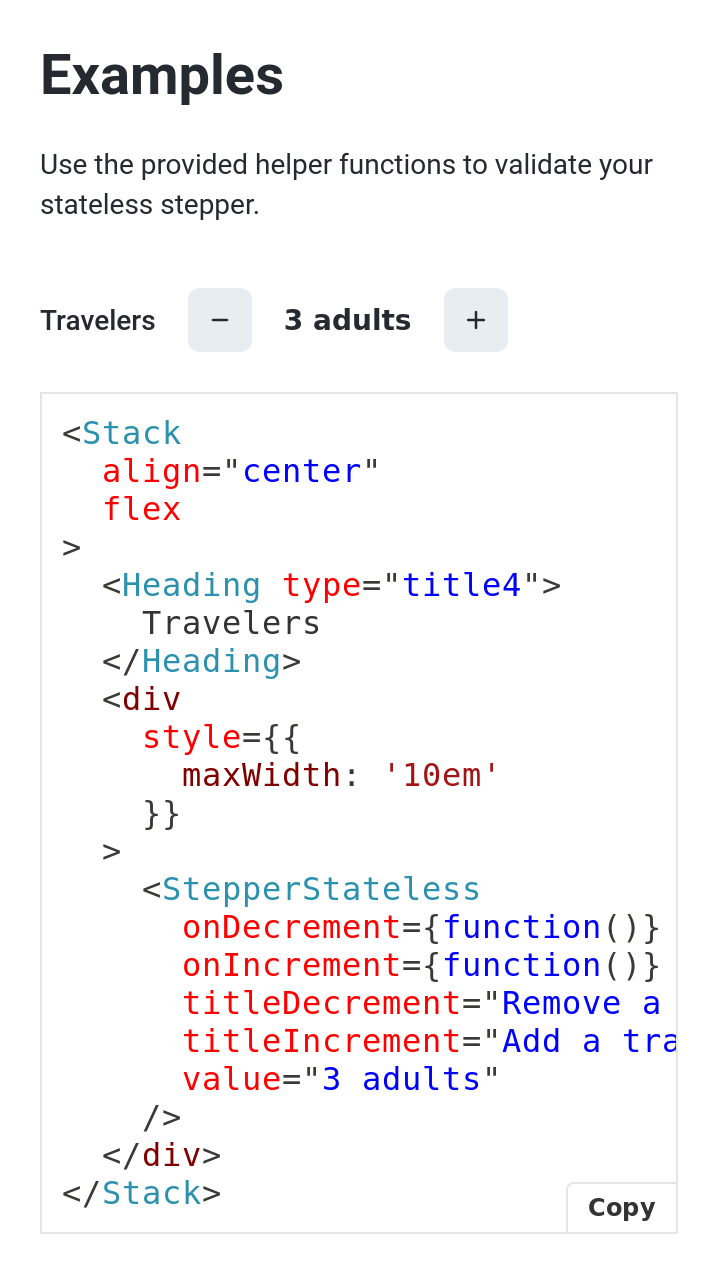 Examples
Use the provided helper functions to validate your
stateless stepper.
Travelers − 3 adults +
<Stack
  align="center"
  flex
>
  <Heading type="title4">
    Travelers
  </Heading>
  <div
    style={{
      maxWidth: '10em'
    }}
  >
    <StepperStateless
      onDecrement={function()}
      onIncrement={function()}
      titleDecrement="Remove a
      titleIncrement="Add a tra
      value="3 adults"
    />
  </div>
</Stack>
Copy